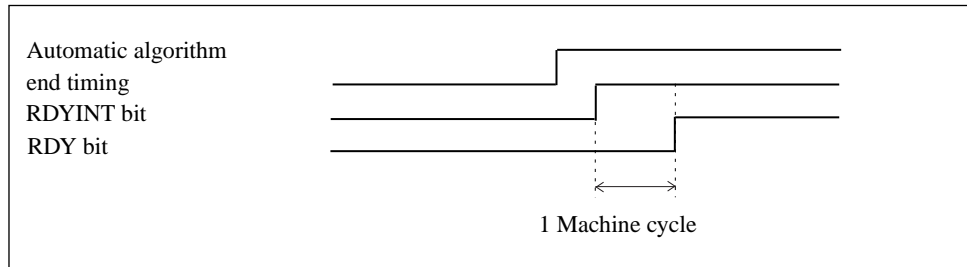 Automatic algorithm
end timing
RDYINT bit
RDY bit
1 Machine cycle